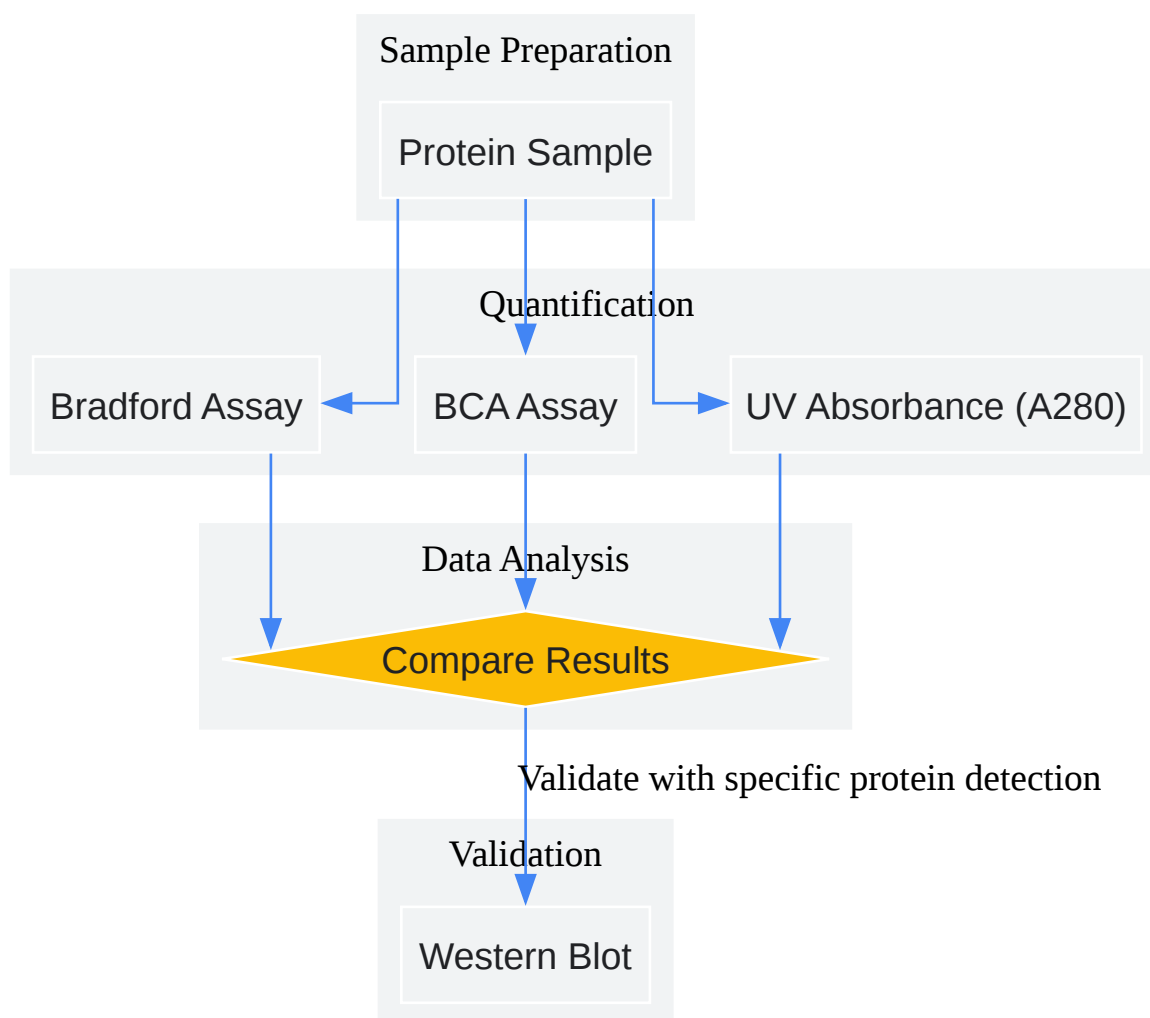 Sample Preparation
Protein Sample
Quantification
Bradford Assay
BCA Assay
UV Absorbance (A280)
Data Analysis
Compare Results
Validate with specific protein detection
Validation
Western Blot